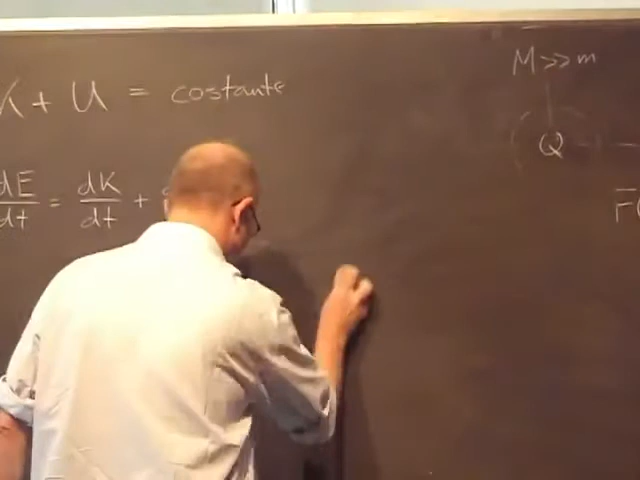 K + U = costante
M >> m
Q
dE/dt = dK/dt +
F(